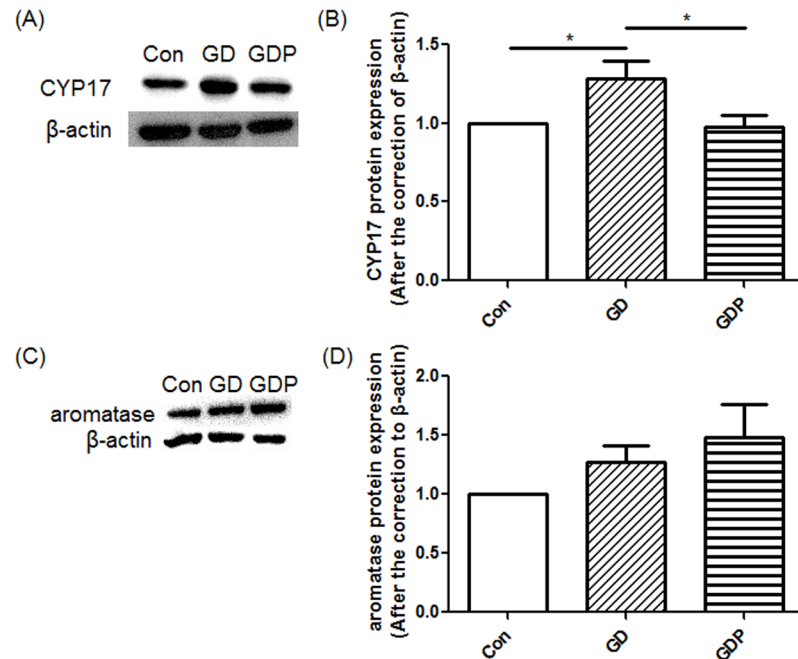 (A)
Con GD GDP
CYP17
β-actin
(B)
CYP17 protein expression
(After the correction of β-actin)
1.5
1.0
0.5
0.0
*
*
Con
GD
GDP
(C)
Con GD GDP
aromatase
β-actin
(D)
aromatase protein expression
(After the correction to β-actin)
2.0
1.5
1.0
0.5
0.0
Con
GD
GDP